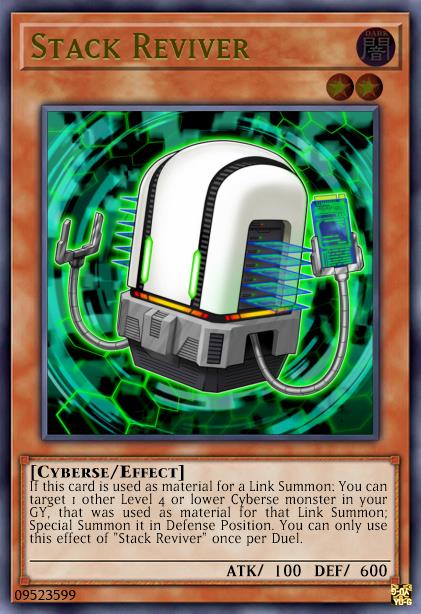 STACK REVIVER
DARK
闇
[CYBERSE/EFFECT]
If this card is used as material for a Link Summon: You can
target 1 other Level 4 or lower Cyberse monster in your
GY, that was used as material for that Link Summon;
Special Summon it in Defense Position. You can only use
this effect of "Stack Reviver" once per Duel.
ATK/ 100 DEF/ 600
09523599